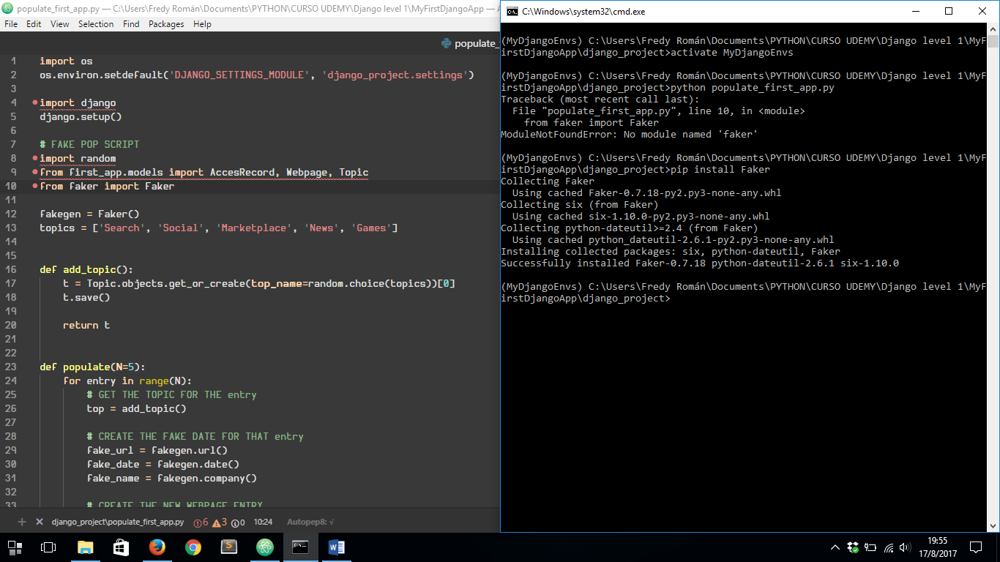 populate_first_app.py — C:\Users\Fredy Román\Documents\PYTHON\CURSO UDEMY\Django level 1\MyFirstDjangoApp — A
File Edit View Selection Find Packages Help
populate_
1 import os
2 os.environ.setdefault('DJANGO_SETTINGS_MODULE', 'django_project.settings')
3
4 import django
5 django.setup()
6
7 # FAKE POP SCRIPT
8 import random
9 from first_app.models import AccesRecord, Webpage, Topic
10 from faker import Faker
11
12 fakegen = Faker()
13 topics = ['Search', 'Social', 'Marketplace', 'News', 'Games']
14
15
16 def add_topic():
17 t = Topic.objects.get_or_create(top_name=random.choice(topics))[0]
18 t.save()
19
20 return t
21
22
23 def populate(N=5):
24 for entry in range(N):
25 # GET THE TOPIC FOR THE entry
26 top = add_topic()
27
28 # CREATE THE FAKE DATE FOR THAT entry
29 fake_url = fakegen.url()
30 fake_date = fakegen.date()
31 fake_name = fakegen.company()
32
33 # CREATE THE NEW WEBPAGE ENTRY
django_project\populate_first_app.py 6 3 0 10:24 Autopep8: √
C:\Windows\system32\cmd.exe
(MyDjangoEnvs) C:\Users\Fredy Román\Documents\PYTHON\CURSO UDEMY\Django level 1\MyF
irstDjangoApp\django_project>activate MyDjangoEnvs
(MyDjangoEnvs) C:\Users\Fredy Román\Documents\PYTHON\CURSO UDEMY\Django level 1\MyF
irstDjangoApp\django_project>python populate_first_app.py
Traceback (most recent call last):
File "populate_first_app.py", line 10, in <module>
from faker import Faker
ModuleNotFoundError: No module named 'faker'
(MyDjangoEnvs) C:\Users\Fredy Román\Documents\PYTHON\CURSO UDEMY\Django level 1\MyF
irstDjangoApp\django_project>pip install Faker
Collecting Faker
Using cached Faker-0.7.18-py2.py3-none-any.whl
Collecting six (from Faker)
Using cached six-1.10.0-py2.py3-none-any.whl
Collecting python-dateutil>=2.4 (from Faker)
Using cached python_dateutil-2.6.1-py2.py3-none-any.whl
Installing collected packages: six, python-dateutil, Faker
Successfully installed Faker-0.7.18 python-dateutil-2.6.1 six-1.10.0
(MyDjangoEnvs) C:\Users\Fredy Román\Documents\PYTHON\CURSO UDEMY\Django level 1\MyF
irstDjangoApp\django_project>
19:55
17/8/2017